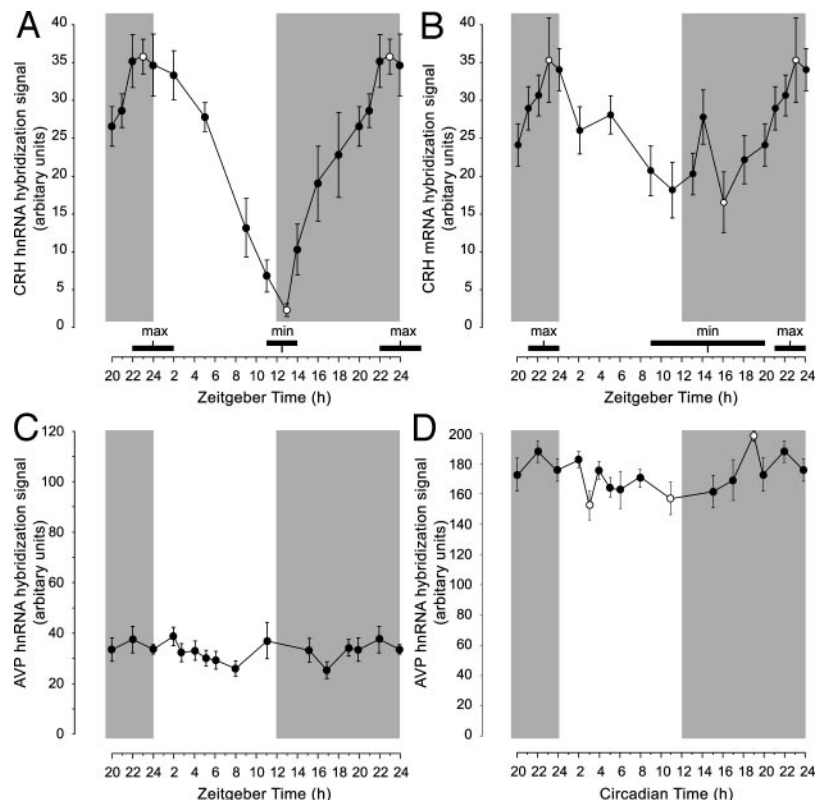 A
CRH hnRNA hybridization signal
(arbitary units)
40
35
30
25
20
15
10
5
0
max
min
max
20 22 24 2 4 6 8 10 12 14 16 18 20 22 24
Zeitgeber Time (h)
B
CRH mRNA hybridization signal
(arbitary units)
40
35
30
25
20
15
10
5
0
max
min
max
20 22 24 2 4 6 8 10 12 14 16 18 20 22 24
Zeitgeber Time (h)
C
AVP hnRNA hybridization signal
(arbitary units)
120
100
80
60
40
20
0
20 22 24 2 4 6 8 10 12 14 16 18 20 22 24
Zeitgeber Time (h)
D
AVP hnRNA hybridization signal
(arbitary units)
200
180
160
140
120
100
80
60
40
20
0
20 22 24 2 4 6 8 10 12 14 16 18 20 22 24
Circadian Time (h)